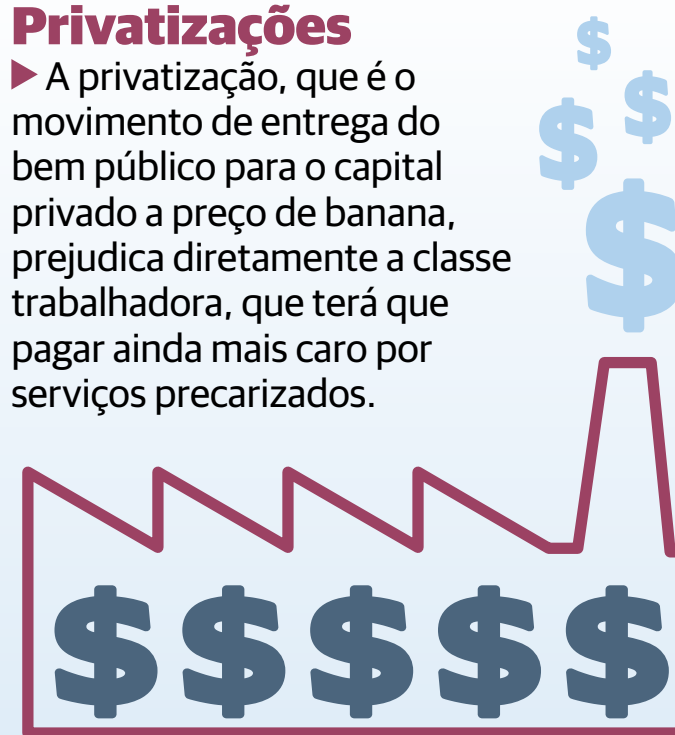 Privatizações
▶ A privatização, que é o
movimento de entrega do
bem público para o capital
privado a preço de banana,
prejudica diretamente a classe
trabalhadora, que terá que
pagar ainda mais caro por
serviços precarizados.
$
$
$
$
$ $ $ $ $